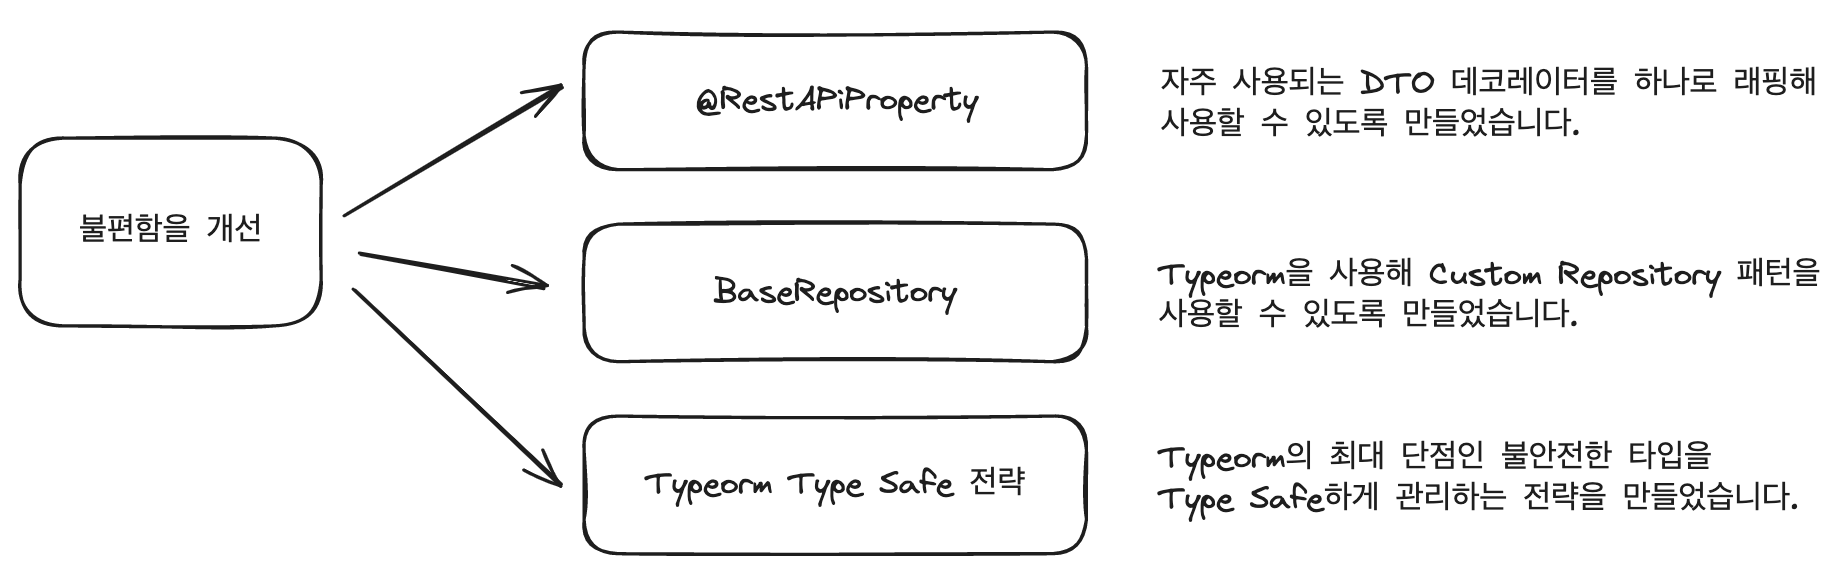 불편함을 개선
@RestAPiProperty
자주 사용되는 DTO 데코레이터를 하나로 래핑해
사용할 수 있도록 만들었습니다.
BaseRepository
Typeorm을 사용해 Custom Repository 패턴을
사용할 수 있도록 만들었습니다.
Typeorm Type Safe 전략
Typeorm의 최대 단점인 불안전한 타입을
Type Safe하게 관리하는 전략을 만들었습니다.